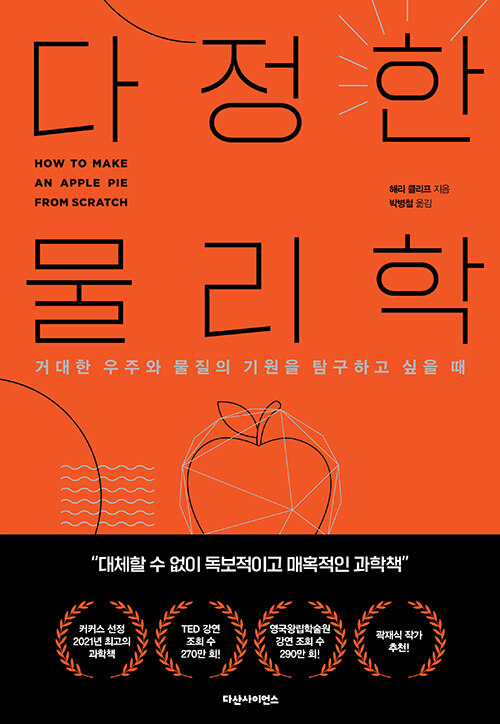 다정한
HOW TO MAKE
AN APPLE PIE
FROM SCRATCH
해리 클리프 지음
박병철 옮김
물리학
거대한 우주와 물질의 기원을 탐구하고 싶을 때
“대체할 수 없이 독보적이고 매혹적인 과학책”
커커스 선정
2021년 최고의
과학책
TED 강연
조회 수
270만 회!
영국왕립학술원
강연 조회 수
290만 회!
곽재식 작가
추천!
다산사이언스